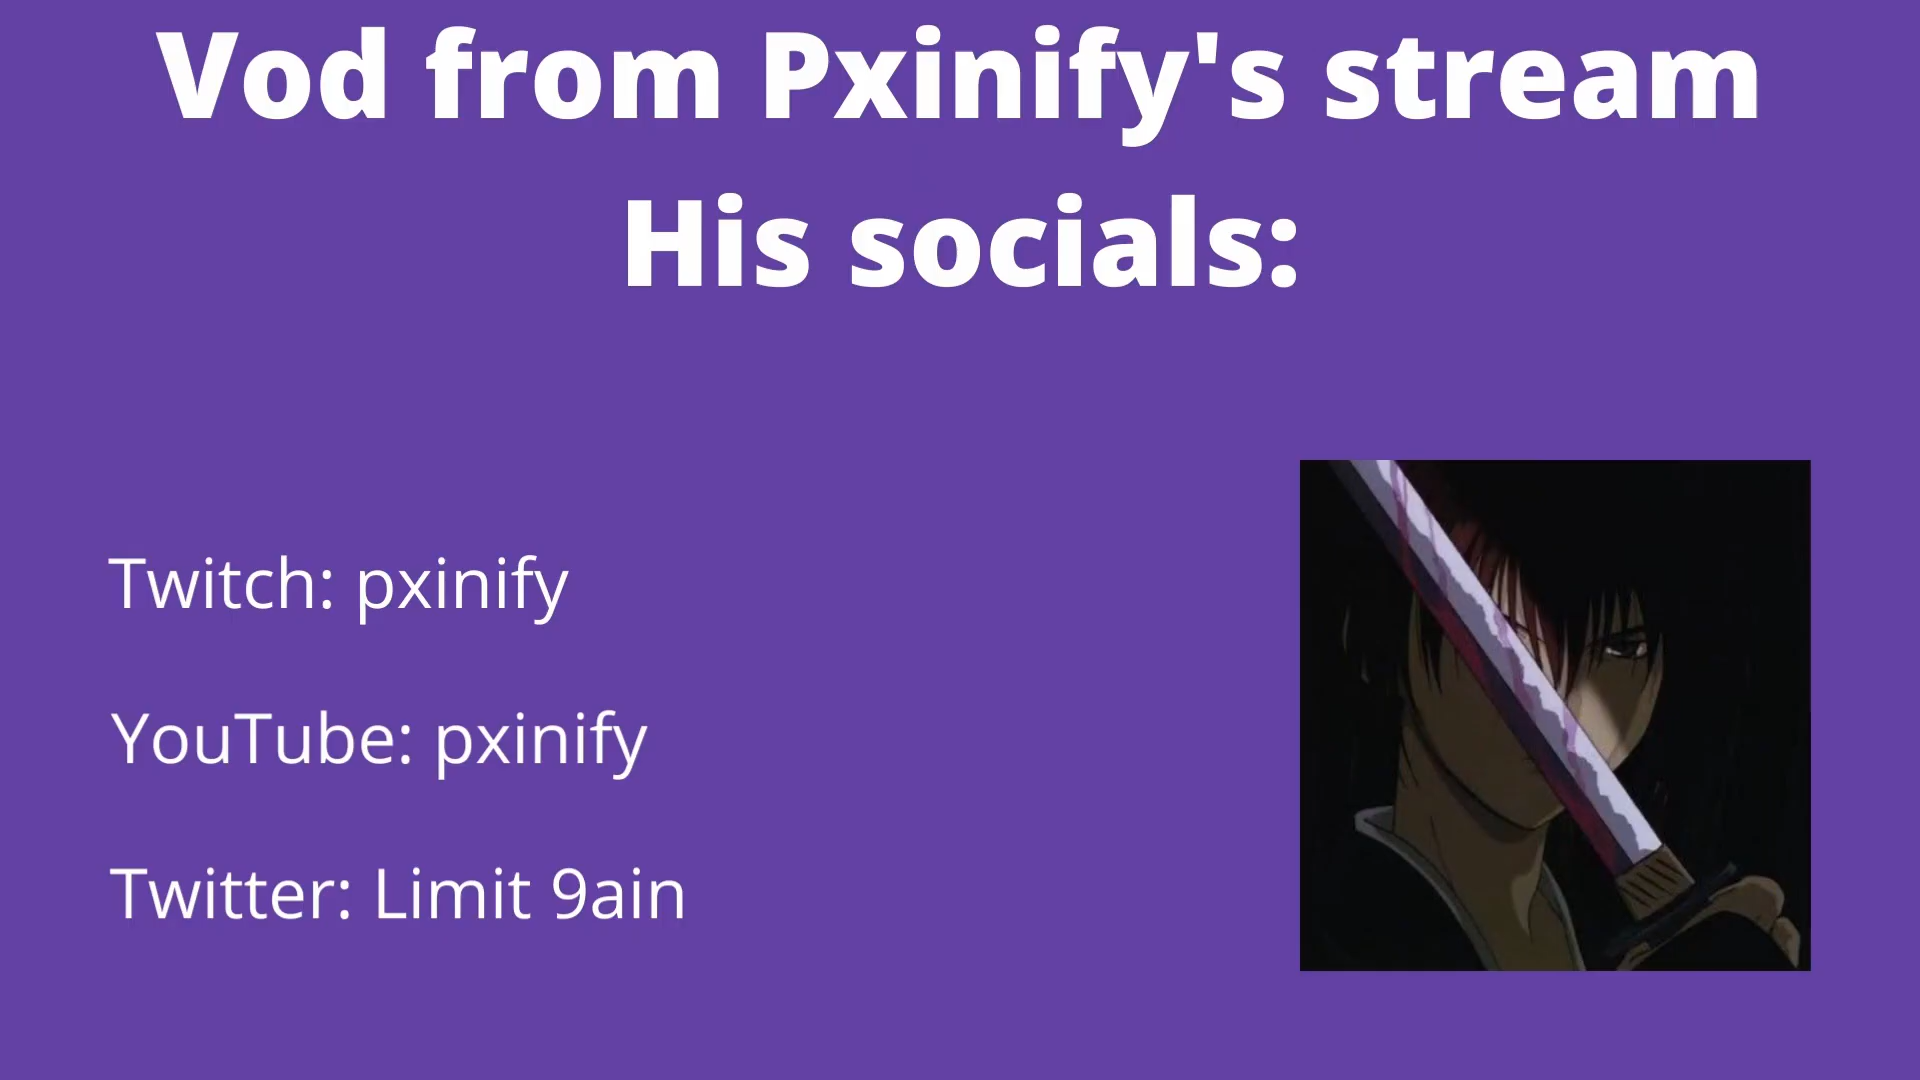 Vod from Pxinify's stream
His socials:
Twitch: pxinify
YouTube: pxinify
Twitter: Limit 9ain